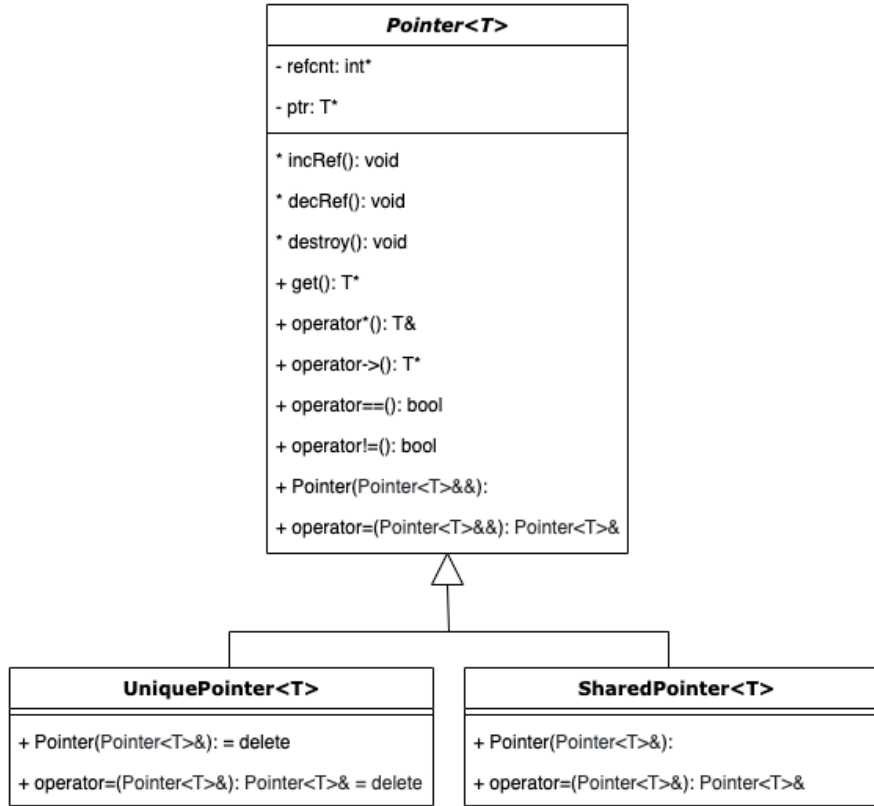 Pointer<T>
- refcnt: int*
- ptr: T*
* incRef(): void
* decRef(): void
* destroy(): void
+ get(): T*
+ operator*(): T&
+ operator->(): T*
+ operator==(): bool
+ operator!=(): bool
+ Pointer(Pointer<T>&&):
+ operator=(Pointer<T>&&): Pointer<T>&
UniquePointer<T>
+ Pointer(Pointer<T>&): = delete
+ operator=(Pointer<T>&): Pointer<T>& = delete
SharedPointer<T>
+ Pointer(Pointer<T>&):
+ operator=(Pointer<T>&): Pointer<T>&